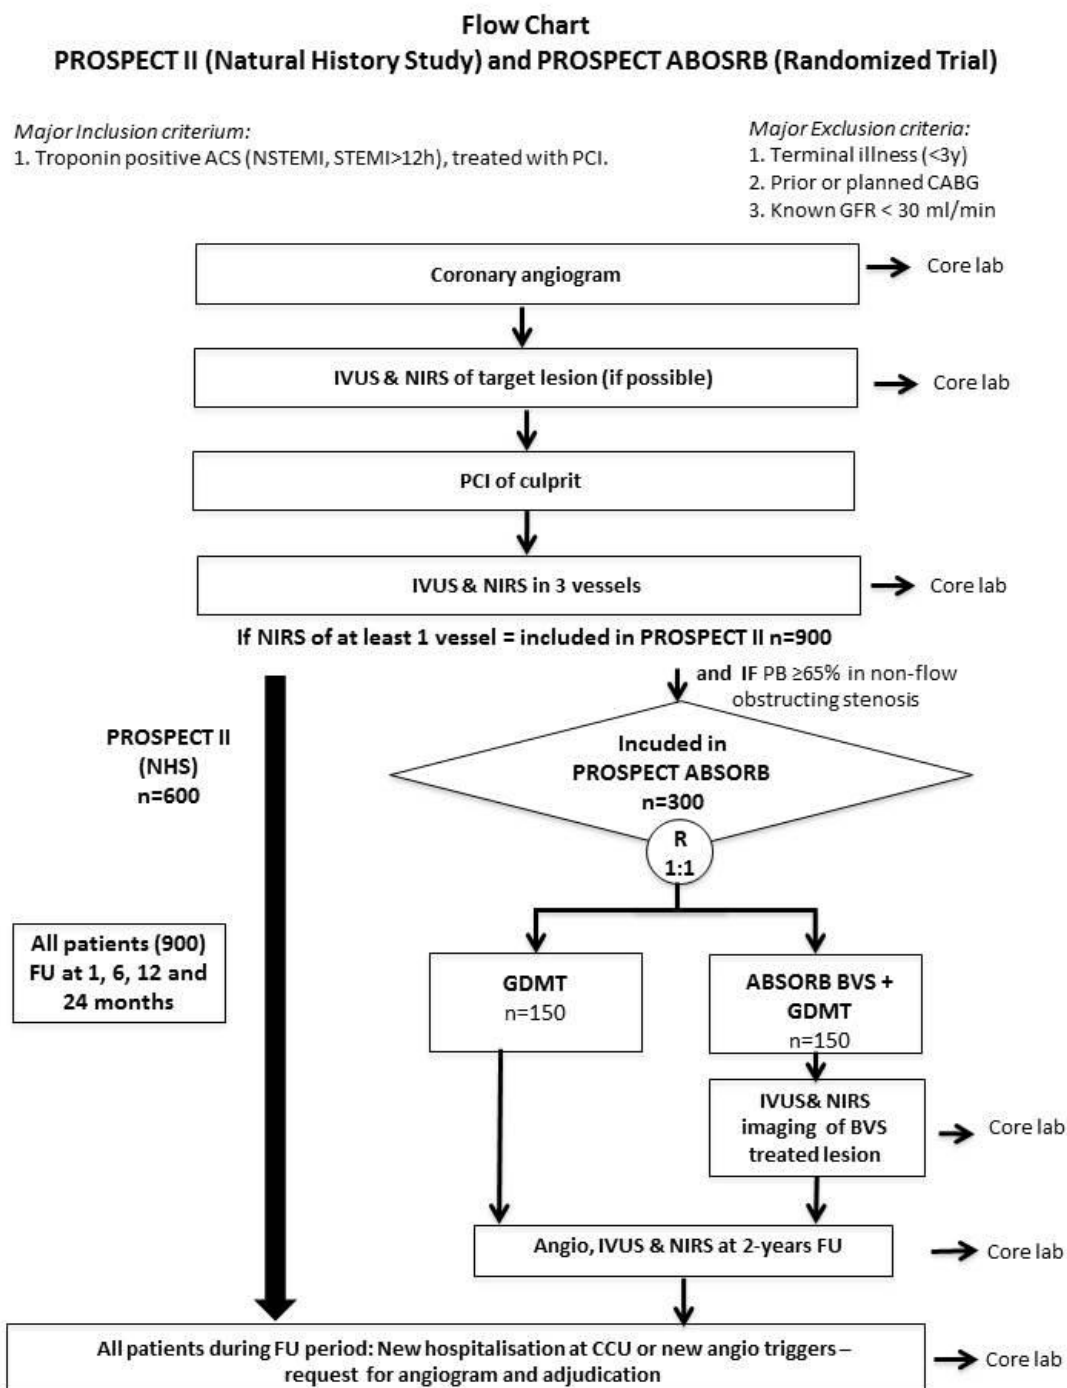 Flow Chart
PROSPECT II (Natural History Study) and PROSPECT ABOSRB (Randomized Trial)
Major Inclusion criterium:
1. Troponin positive ACS (NSTEMI, STEMI>12h), treated with PCI.
Major Exclusion criteria:
1. Terminal illness (<3y)
2. Prior or planned CABG
3. Known GFR < 30 ml/min
Coronary angiogram
Core lab
IVUS & NIRS of target lesion (if possible)
Core lab
PCI of culprit
IVUS & NIRS in 3 vessels
Core lab
If NIRS of at least 1 vessel = included in PROSPECT II n=900
and IF PB ≥65% in non-flow
obstructing stenosis
PROSPECT II
(NHS)
n=600
Incuded in
PROSPECT ABSORB
n=300
R
1:1
All patients (900)
FU at 1, 6, 12 and
24 months
GDMT
n=150
ABSORB BVS +
GDMT
n=150
IVUS& NIRS
imaging of BVS
treated lesion
Core lab
Angio, IVUS & NIRS at 2-years FU
Core lab
All patients during FU period: New hospitalisation at CCU or new angio triggers –
request for angiogram and adjudication
Core lab